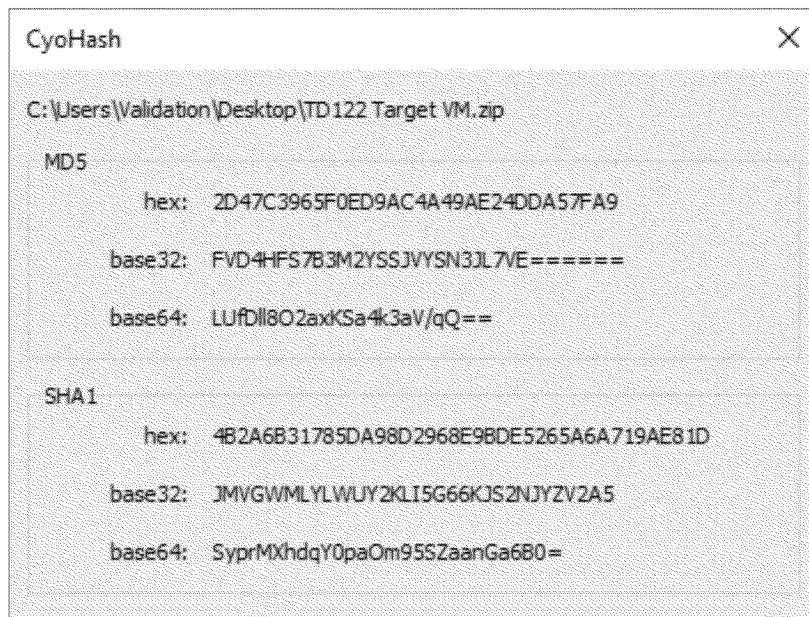 CyoHash
C:\Users\Validation\Desktop\TD122 Target VM.zip
MD5
hex: 2D47C3965F0ED9AC4A49AE24DDA57FA9
base32: FVD4HFS7B3M2YSSJVYSN3JL7VE======
base64: LUfDll8O2axKSa4k3aV/qQ==
SHA1
hex: 4B2A6B31785DA98D2968E9BDE5265A6A719AE81D
base32: JMVGWMLYLWUY2KLI5G66KJS2NJYZV2A5
base64: SyprMXhdqY0paOm95SZaanGa6B0=